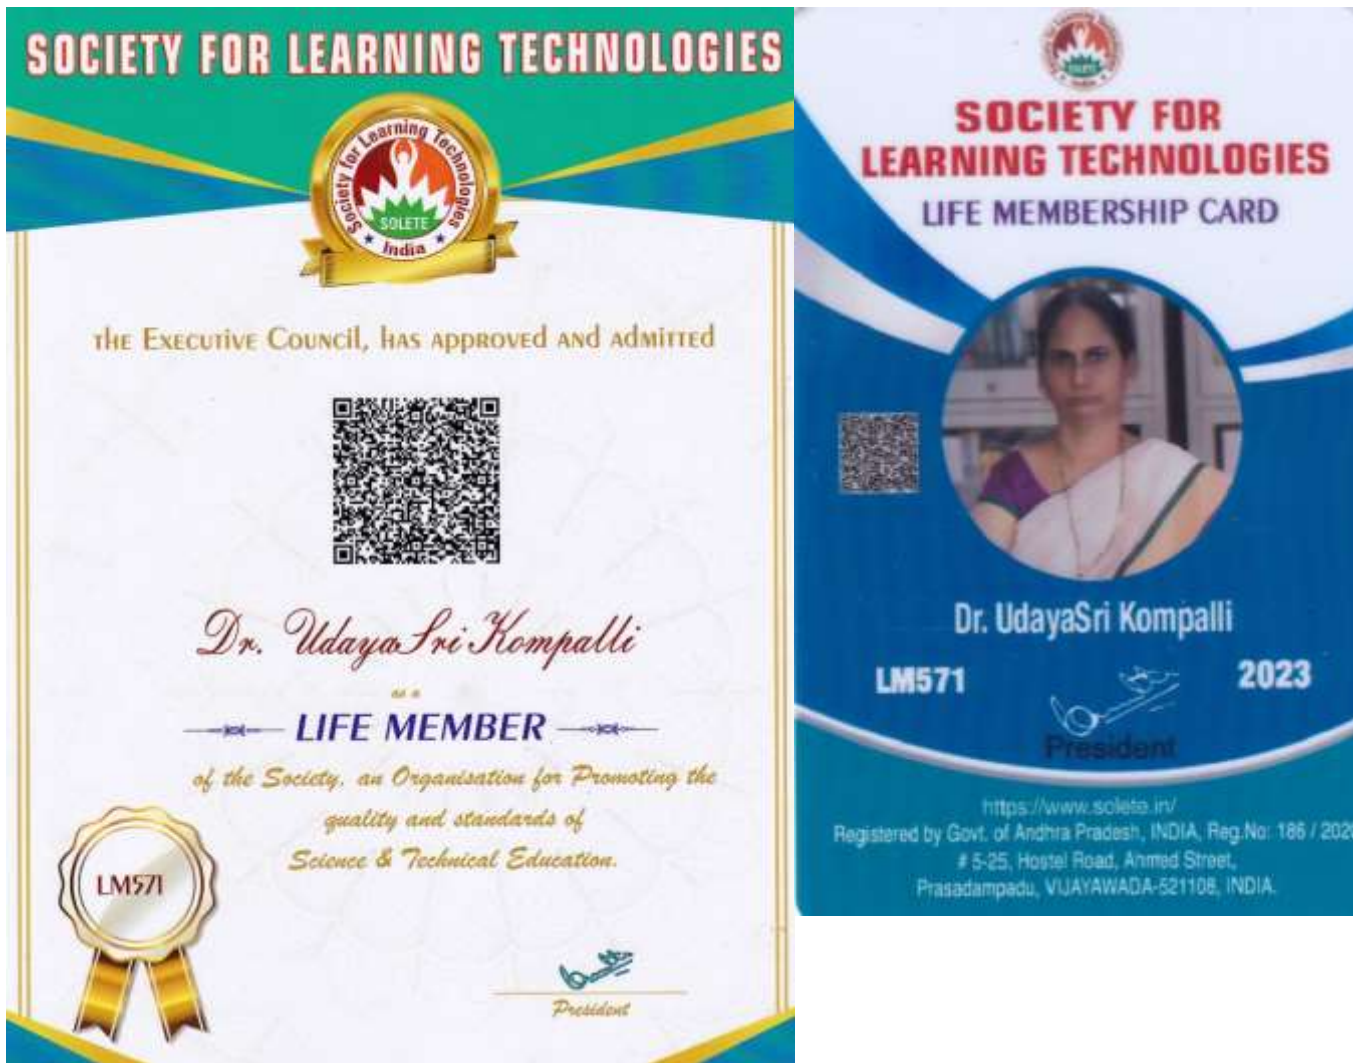 SOCIETY FOR LEARNING TECHNOLOGIES
Society for Learning Technologies
SOLETE
India
the Executive Council, has approved and admitted
Dr. UdayaSri Kompalli
as a
LIFE MEMBER
of the Society, an Organisation for Promoting the
quality and standards of
Science & Technical Education.
LM571
President
SOLETE
India
SOCIETY FOR
LEARNING TECHNOLOGIES
LIFE MEMBERSHIP CARD
Dr. UdayaSri Kompalli
LM571
2023
President
https://www.solete.in/
Registered by Govt. of Andhra Pradesh, INDIA, Reg.No: 186 / 2020
# 5-25, Hostel Road, Ahmed Street,
Prasadampadu, VIJAYAWADA-521108, INDIA.